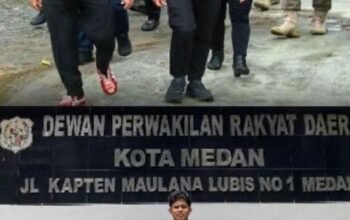 DEWAN PERWAKILAN RAKYAT DAER
KOTA MEDAN
JL KAPTEN MAULANA LUBIS NO 1 MEDA